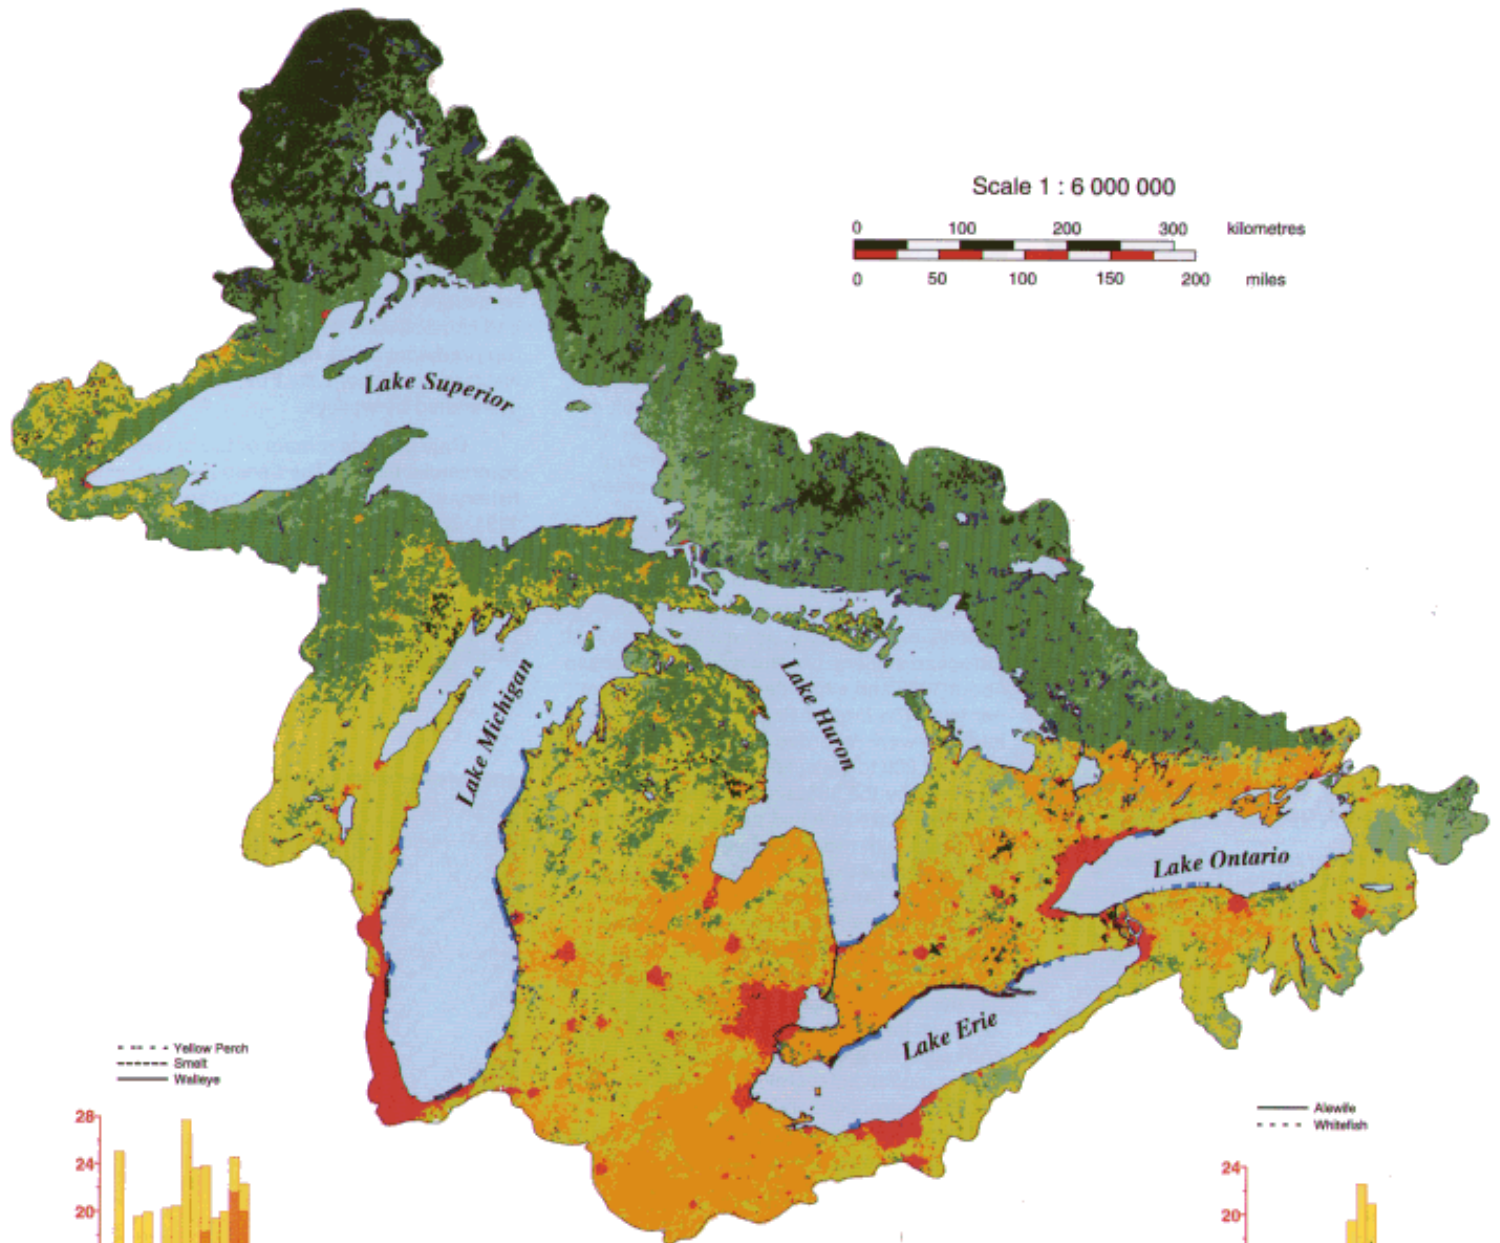 Scale 1 : 6 000 000
0 100 200 300 kilometres
0 50 100 150 200 miles
Lake Superior
Lake Michigan
Lake Huron
Lake Ontario
Lake Erie
Yellow Perch
Smelt
Walleye
28
24
20
Alewife
Whitefish
24
20